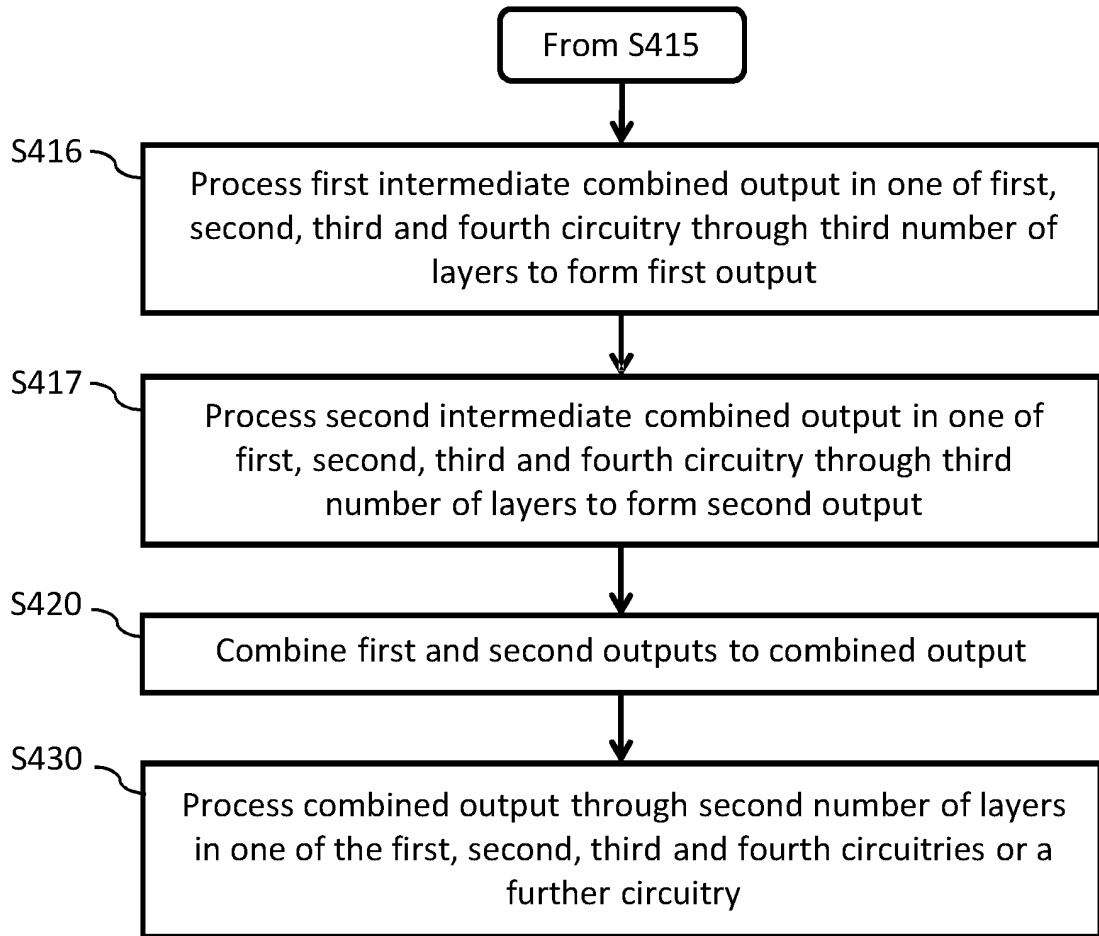 From S415
S416
Process first intermediate combined output in one of first,
second, third and fourth circuitry through third number of
layers to form first output
S417
Process second intermediate combined output in one of
first, second, third and fourth circuitry through third
number of layers to form second output
S420
Combine first and second outputs to combined output
S430
Process combined output through second number of layers
in one of the first, second, third and fourth circuitries or a
further circuitry